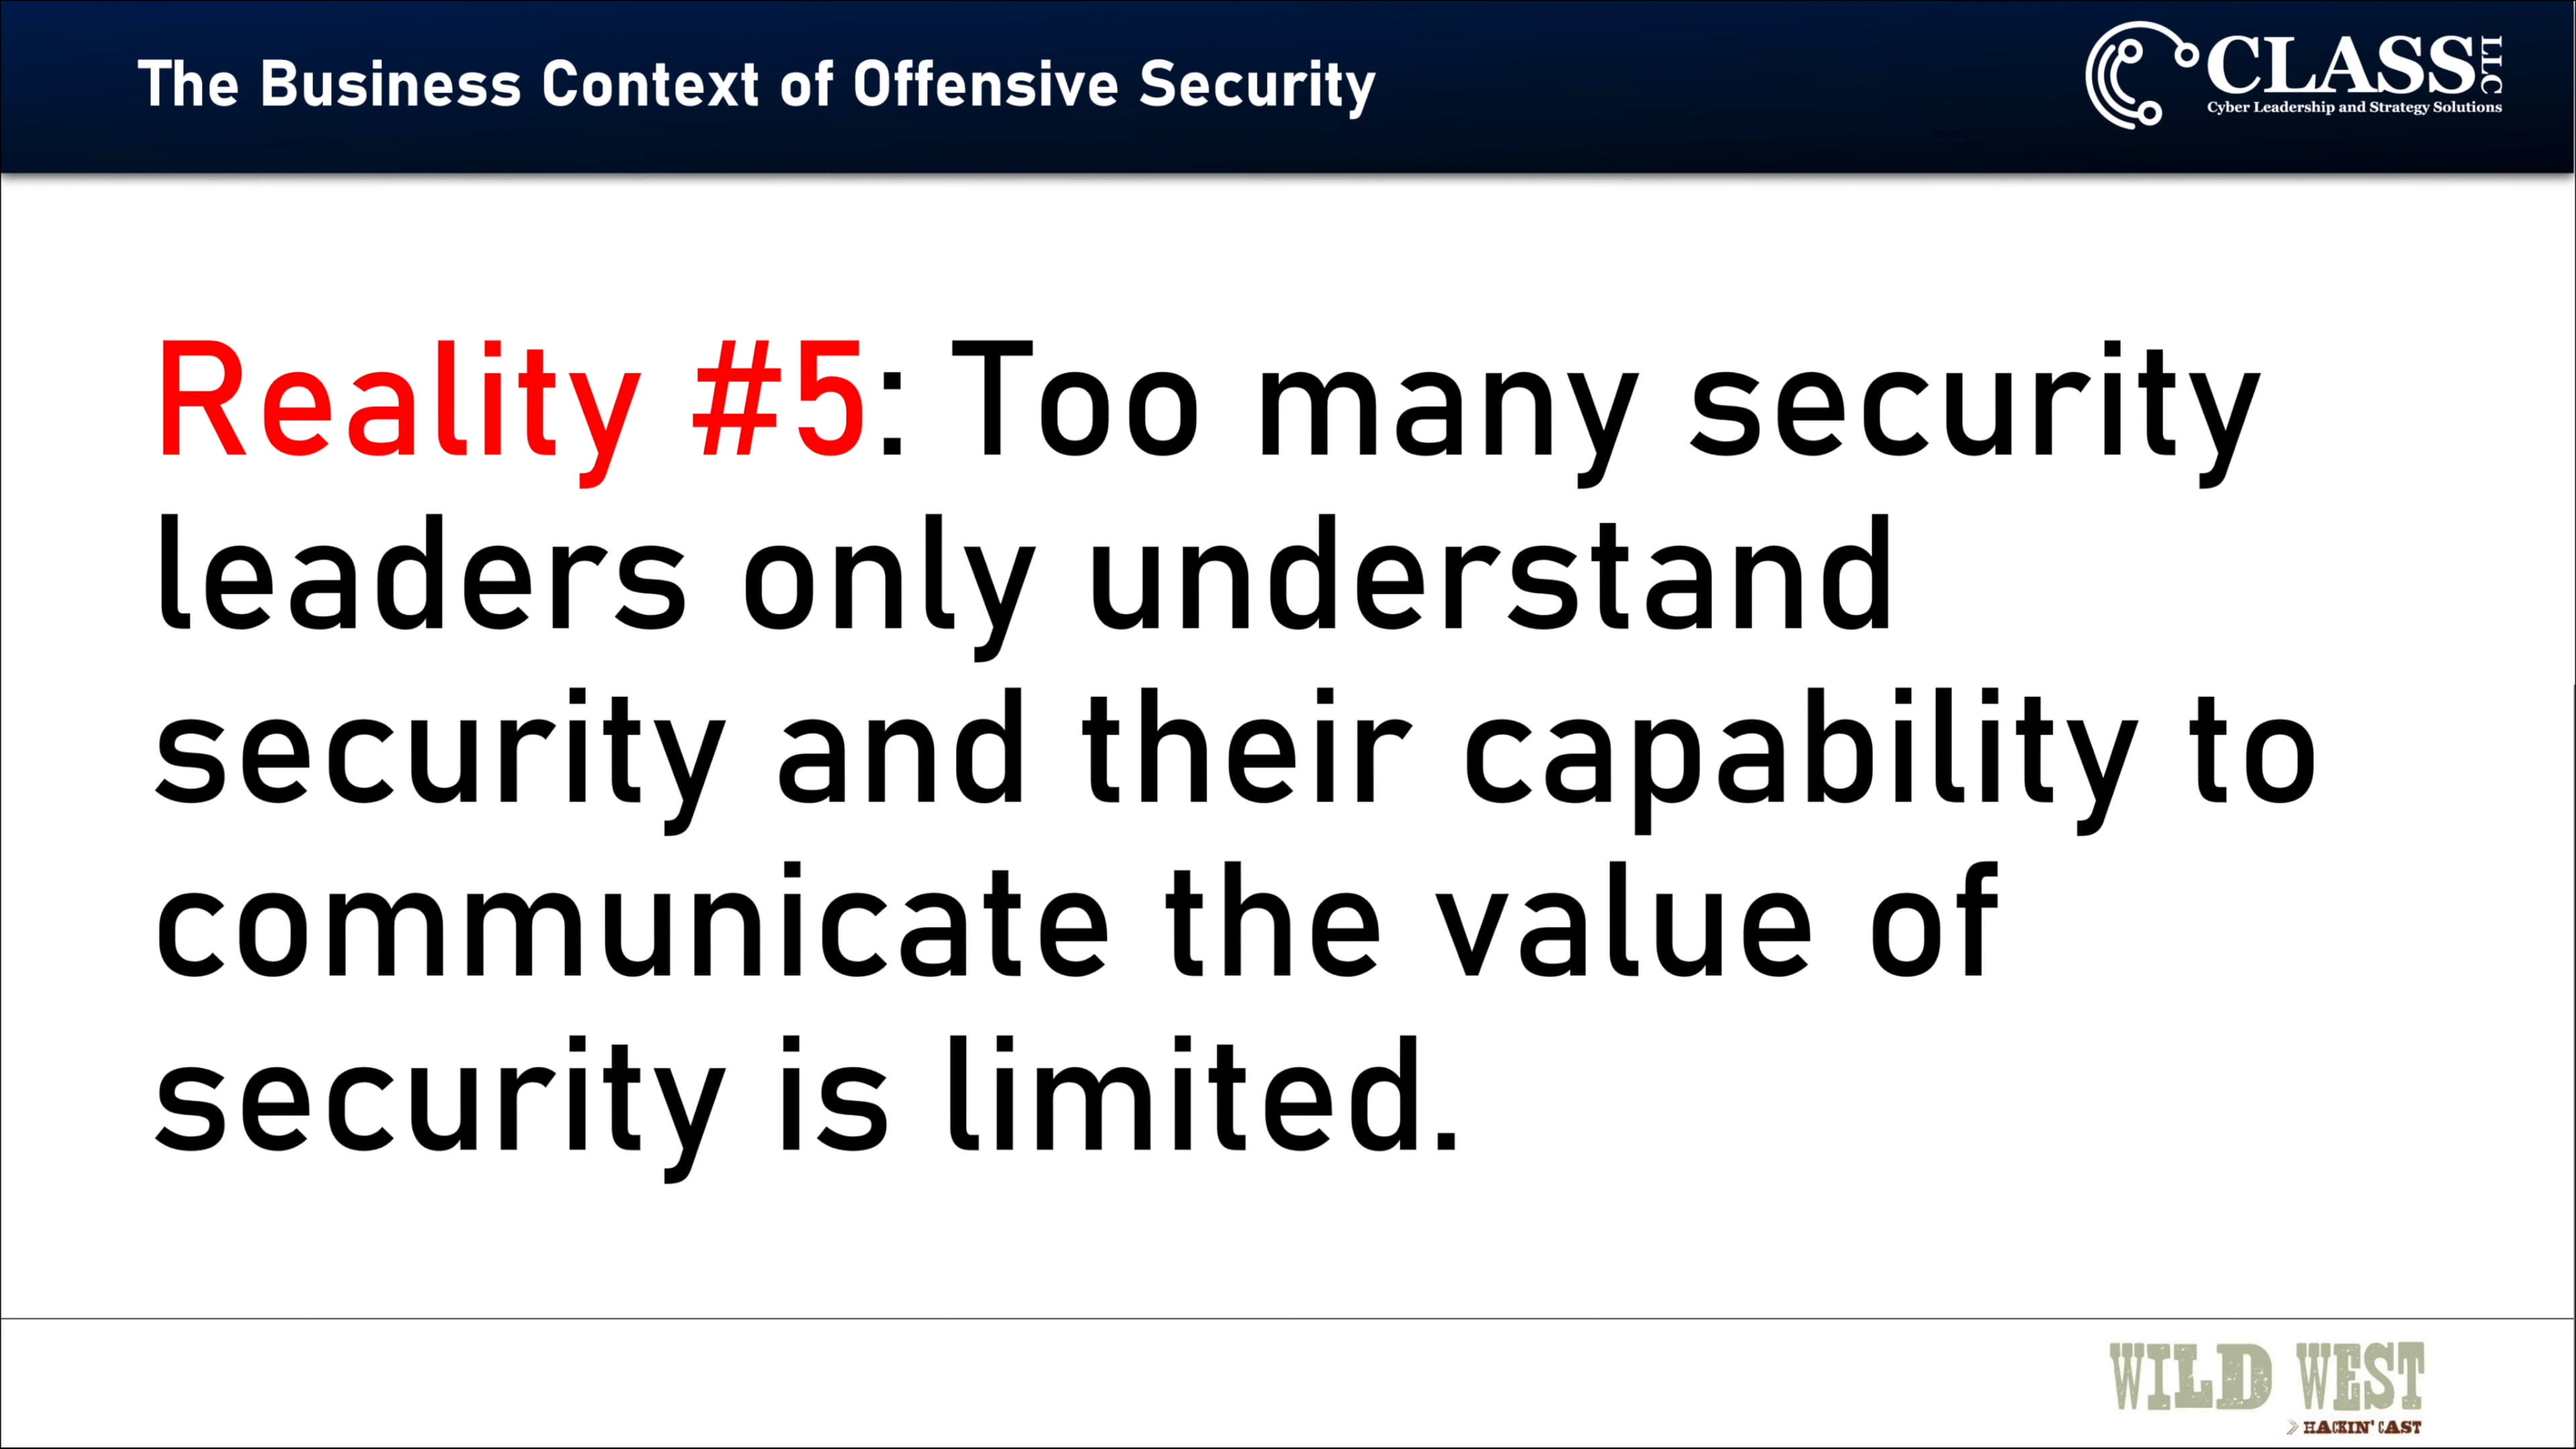 The Business Context of Offensive Security
CLASS LLC
Cyber Leadership and Strategy Solutions
Reality #5: Too many security
leaders only understand
security and their capability to
communicate the value of
security is limited.
WILD WEST
HACKIN' CAST